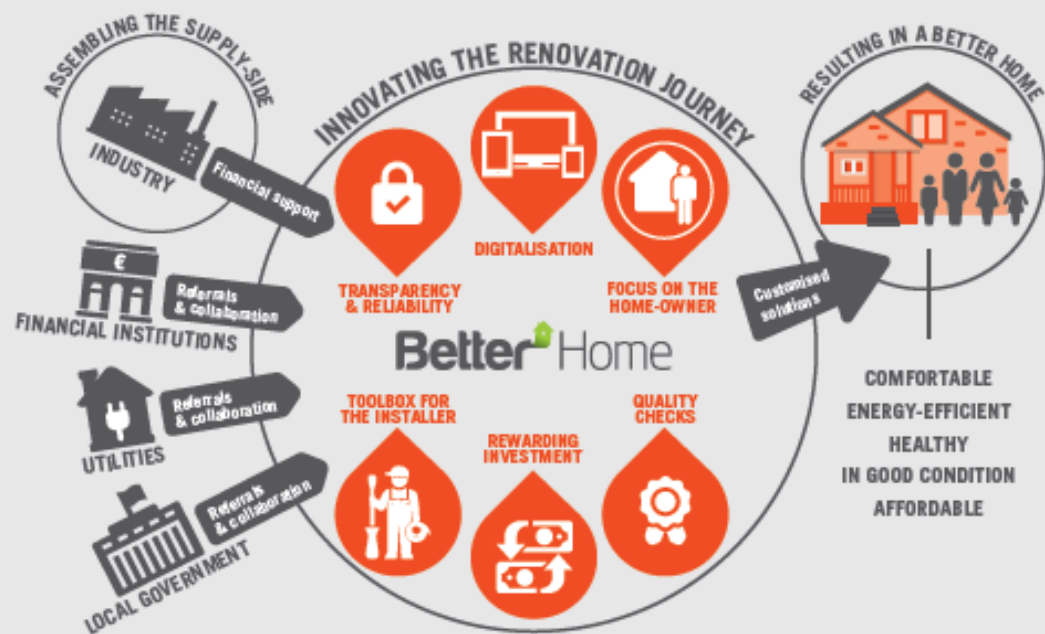 ASSEMBLING THE SUPPLY-SIDE
INDUSTRY
Financial support
€
FINANCIAL INSTITUTIONS
Referrals
& collaboration
UTILITIES
Referrals
& collaboration
LOCAL GOVERNMENT
Referrals
& collaboration
INNOVATING THE RENOVATION JOURNEY
TRANSPARENCY
& RELIABILITY
DIGITALISATION
FOCUS ON THE
HOME-OWNER
Better Home
TOOLBOX FOR
THE INSTALLER
REWARDING
INVESTMENT
QUALITY
CHECKS
Customised
solutions
RESULTING IN A BETTER HOME
COMFORTABLE
ENERGY-EFFICIENT
HEALTHY
IN GOOD CONDITION
AFFORDABLE